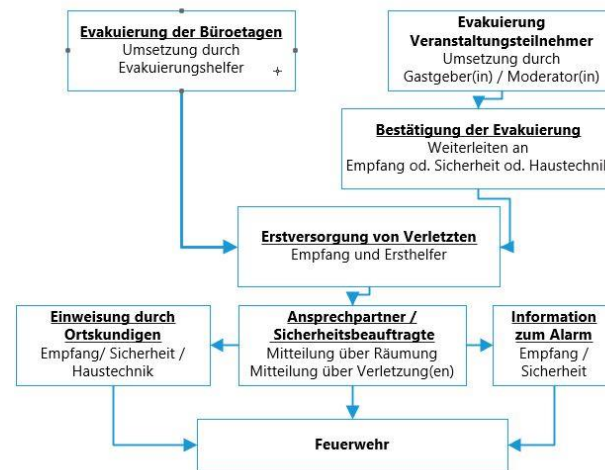 Evakuierung der Büroetagen
Umsetzung durch
Evakuierungshelfer
Evakuierung
Veranstaltungsteilnehmer
Umsetzung durch
Gastgeber(in) / Moderator(in)
Bestätigung der Evakuierung
Weiterleiten an
Empfang od. Sicherheit od. Haustechnik
Erstversorgung von Verletzten
Empfang und Ersthelfer
Einweisung durch
Ortskundigen
Empfang/ Sicherheit /
Haustechnik
Ansprechpartner /
Sicherheitsbeauftragte
Mitteilung über Räumung
Mitteilung über Verletzung(en)
Information
zum Alarm
Empfang /
Sicherheit
Feuerwehr